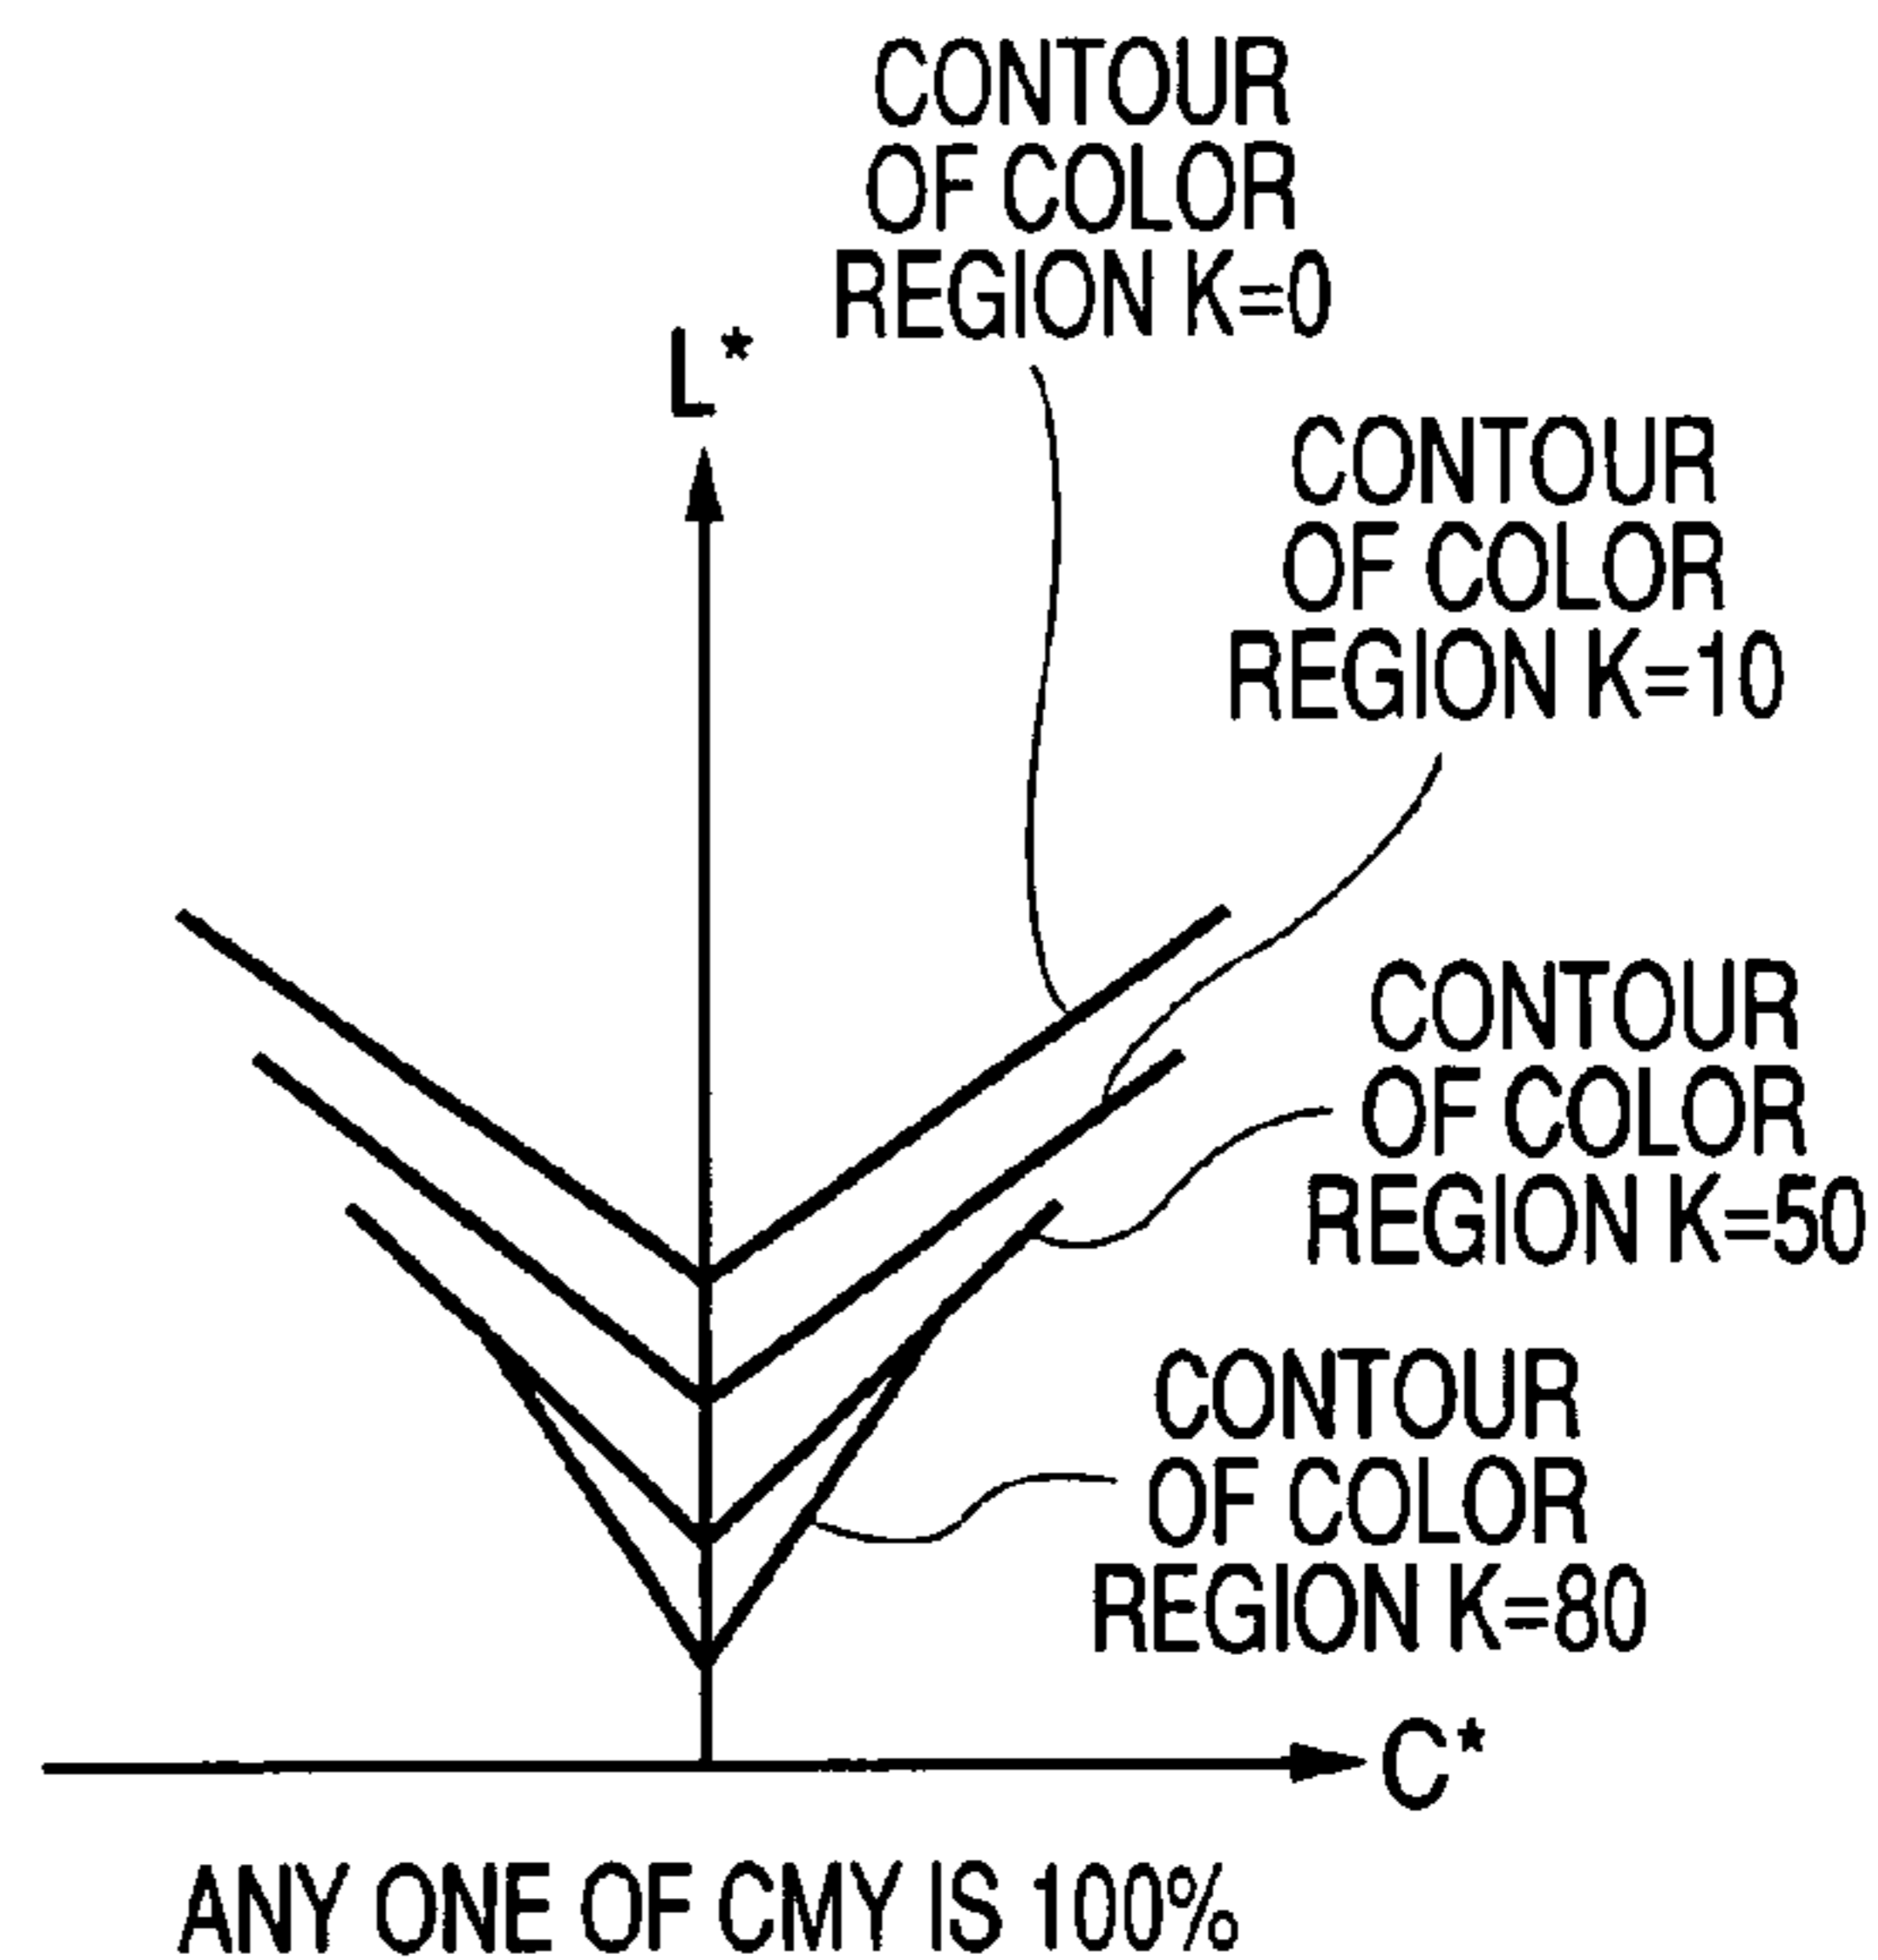 CONTOUR
OF COLOR
REGION K=0
L*
CONTOUR
OF COLOR
REGION K=10
CONTOUR
OF COLOR
REGION K=50
CONTOUR
OF COLOR
REGION K=80
C*
ANY ONE OF CMY IS 100%